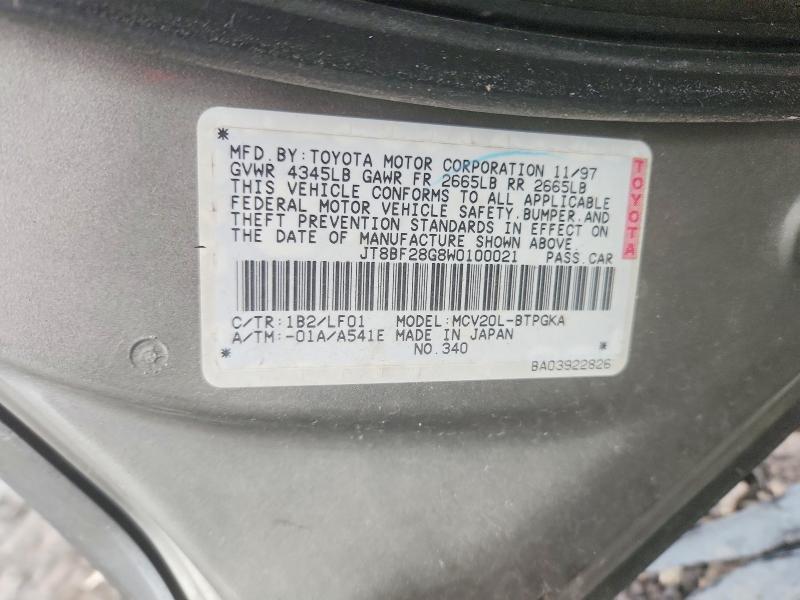 *
MFD.BY:TOYOTA MOTOR CORPORATION 11/97
GVWR 4345LB GAWR FR 2665LB RR 2665LB
THIS VEHICLE CONFORMS TO ALL APPLICABLE
FEDERAL MOTOR VEHICLE SAFETY,BUMPER,AND
THEFT PREVENTION STANDARDS IN EFFECT ON
THE DATE OF MANUFACTURE SHOWN ABOVE.
JT8BF28G8W0100021 PASS.CAR
TOYOTA
C/TR:1B2/LF01 MODEL:MCV20L-BTPGKA
A/TM:-01A/A541E MADE IN JAPAN
* NO.340 *
BA03922826